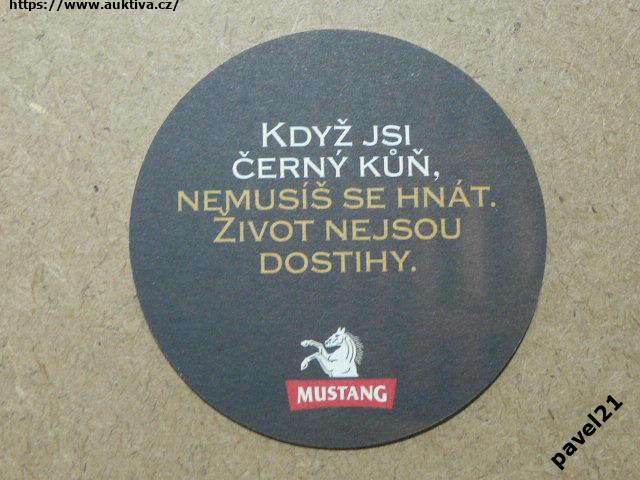 https://www.auktiva.cz/
KDYŽ JSI
ČERNÝ KŮŇ,
NEMUSÍŠ SE HNÁT.
ŽIVOT NEJSOU
DOSTIHY.
MUSTANG
pavel21